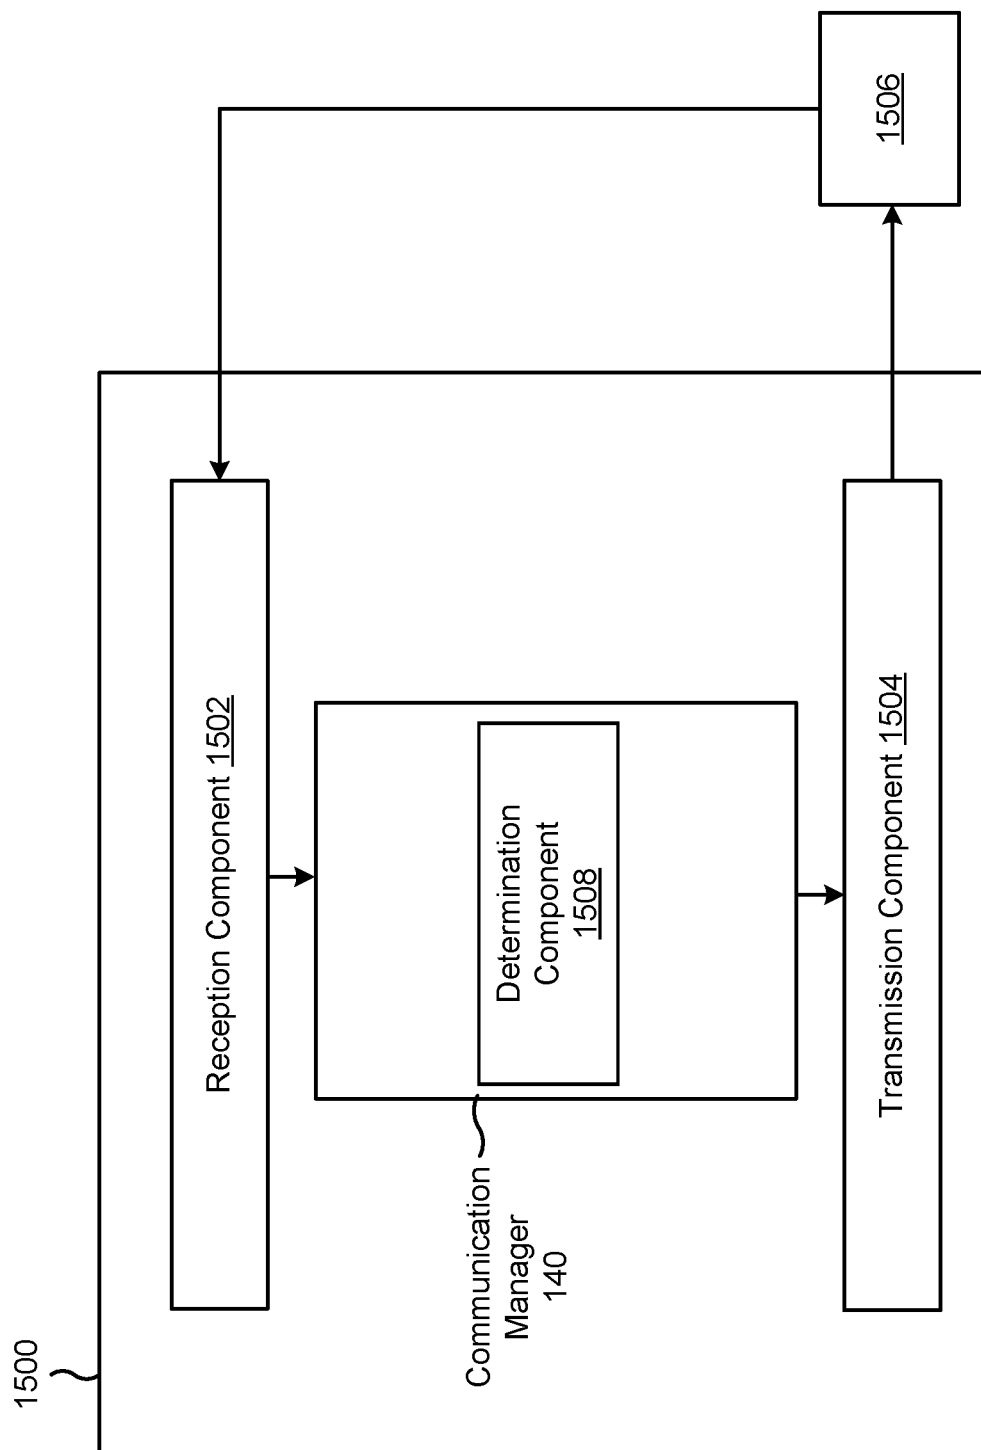 1500
Reception Component 1502
Communication
Manager
140
Determination
Component
1508
Transmission Component 1504
1506